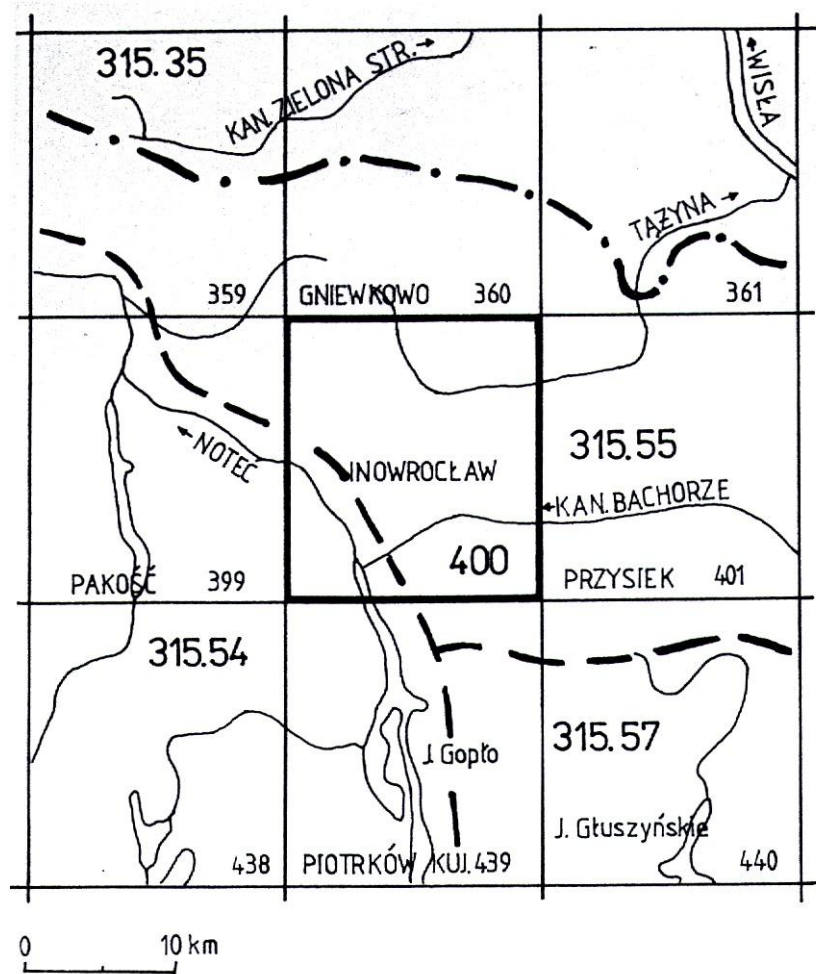 315.35
KAN. ZIELONA STR. →
← WISŁA
TĄŻYNA →
359
GNIEWKOWO 360
361
← NOTEĆ
INOWROCŁAW
315.55
← KAN. BACHORZE
PAKOŚĆ 399
400
PRZYSIEK 401
315.54
315.57
J. Gopło
J. Głuszyńskie
438
PIOTRKÓW KUJ. 439
440
0 10 km